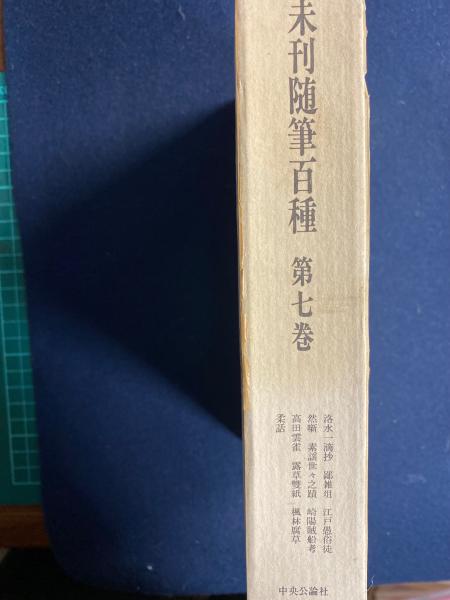 未刊随筆百種 第七巻
洛水一滴抄 鄙雑俎 江戸愚俗徒
然噺 素謡世々之蹟 崎陽賊船考
高田雲雀 露草双紙 楓林腐草
柔話
中央公論社